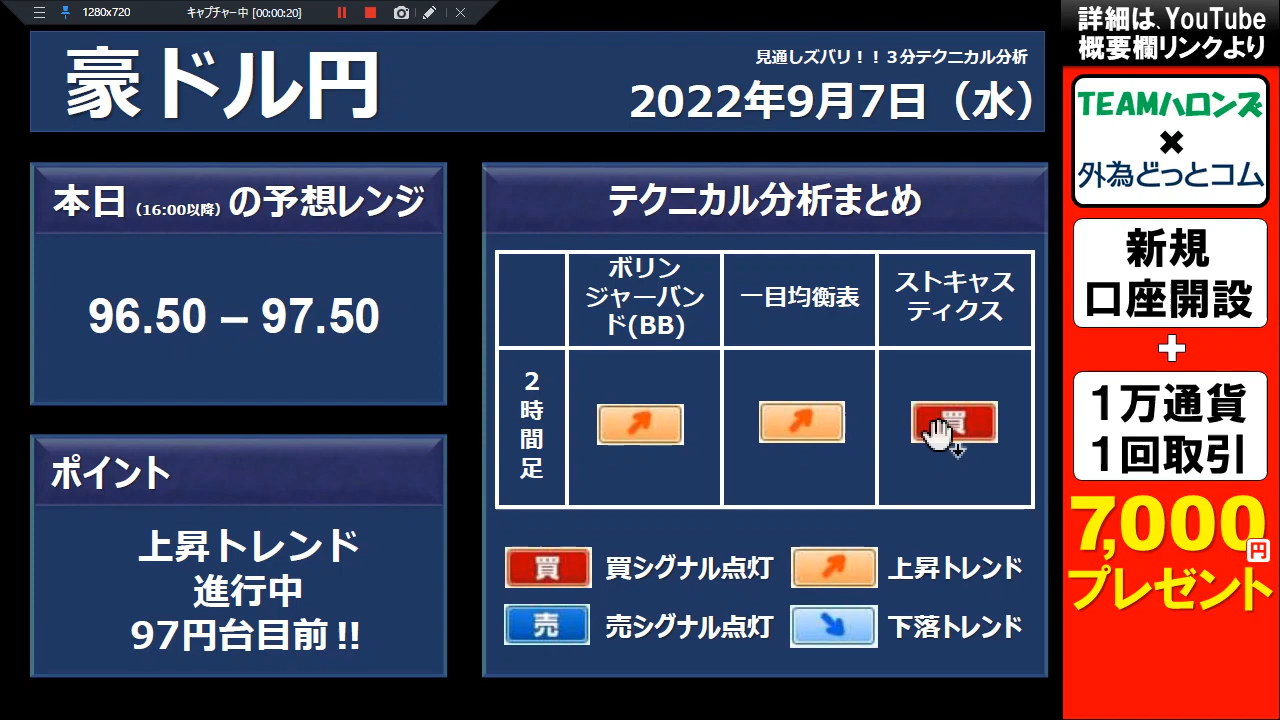 1280x720
キャプチャー中 [00:00:20]
豪ドル円
見通しズバリ！！３分テクニカル分析
2022年9月7日（水）
本日（16:00以降）の予想レンジ
96.50 – 97.50
ポイント
上昇トレンド
進行中
97円台目前 !!
テクニカル分析まとめ
ボリン
ジャーバン
ド(BB)
一目均衡表
ストキャス
ティクス
2
時
間
足
買
買
買シグナル点灯
上昇トレンド
売
売シグナル点灯
下落トレンド
詳細は、YouTube
概要欄リンクより
TEAMハロンズ
×
外為どっとコム
新規
口座開設
+
１万通貨
１回取引
7,000円
プレゼント